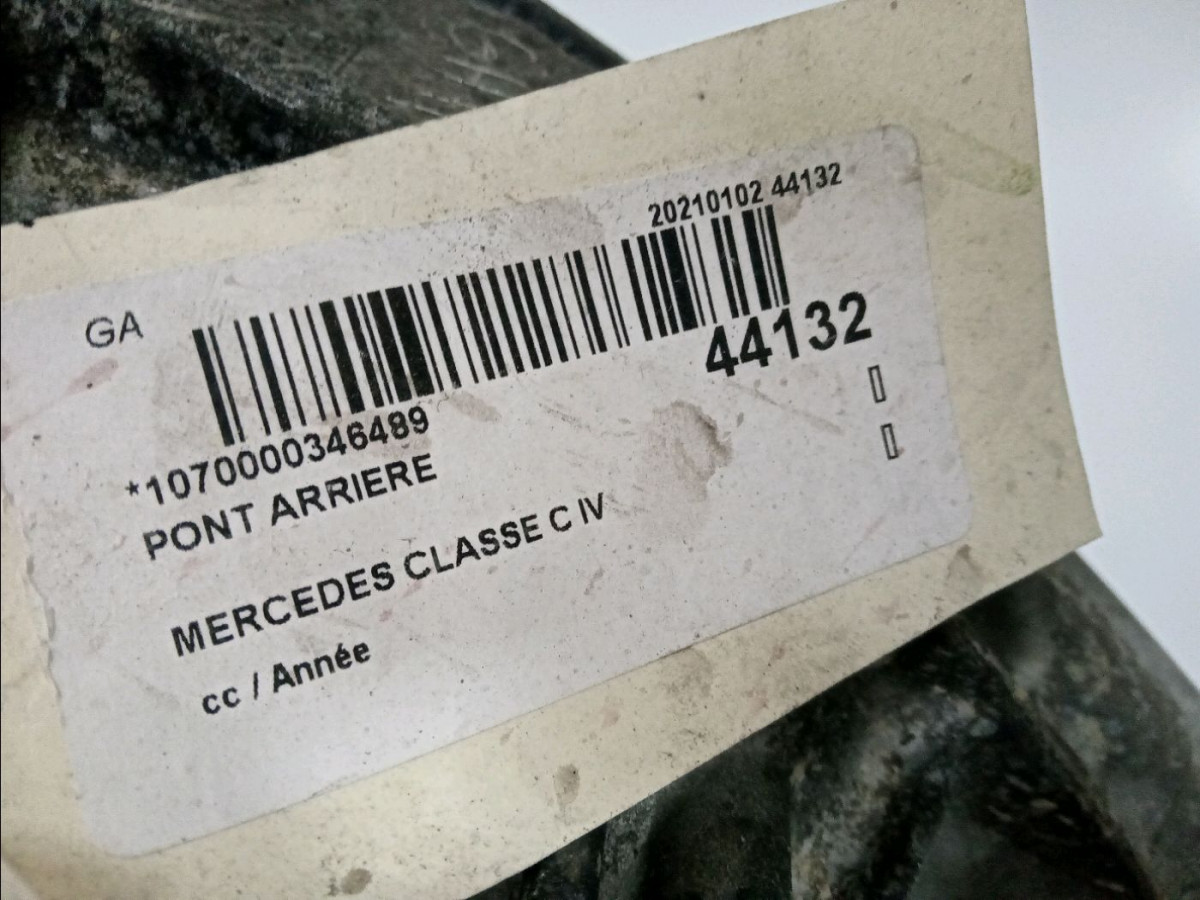 20210102 44132
GA
44132
*1070000346489
PONT ARRIERE
MERCEDES CLASSE C IV
cc / Année